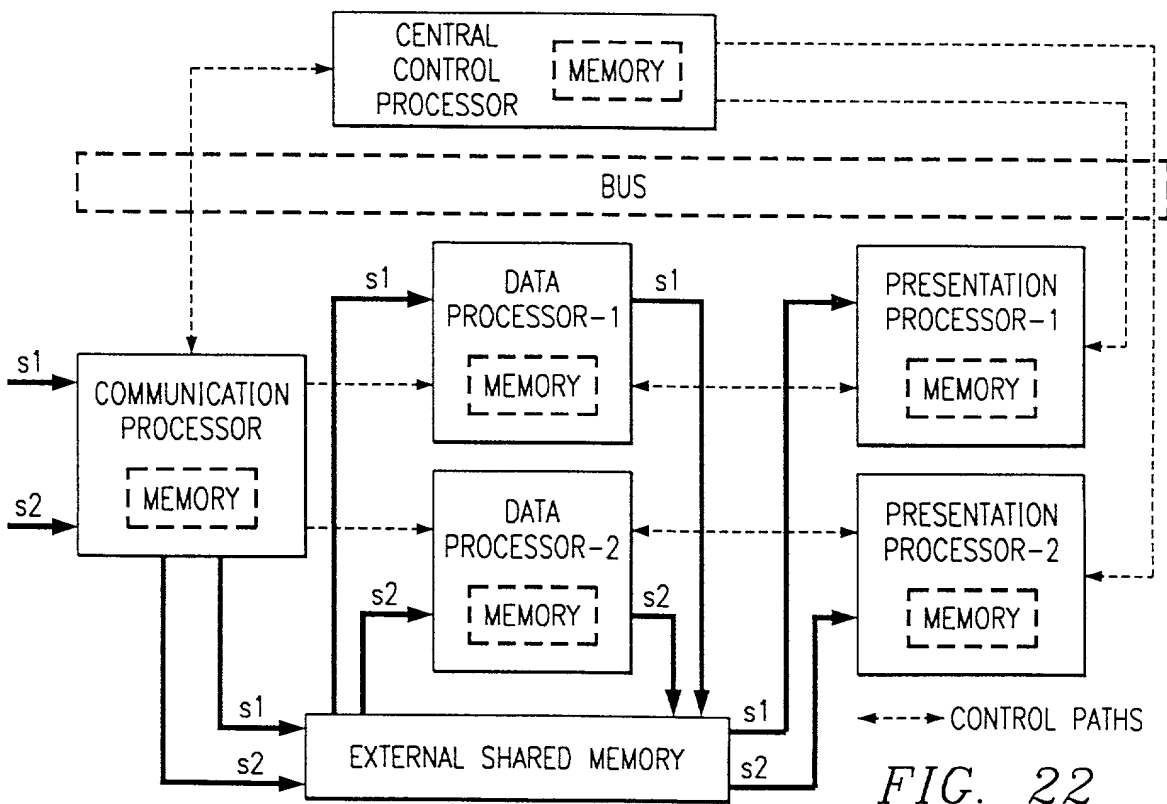 CENTRAL
CONTROL
PROCESSOR
MEMORY
BUS
s1
s2
COMMUNICATION
PROCESSOR
MEMORY
s1
DATA
PROCESSOR-1
MEMORY
s1
s2
DATA
PROCESSOR-2
MEMORY
s2
PRESENTATION
PROCESSOR-1
MEMORY
PRESENTATION
PROCESSOR-2
MEMORY
s1
s2
EXTERNAL SHARED MEMORY
s1
s2
CONTROL PATHS
FIG. 22